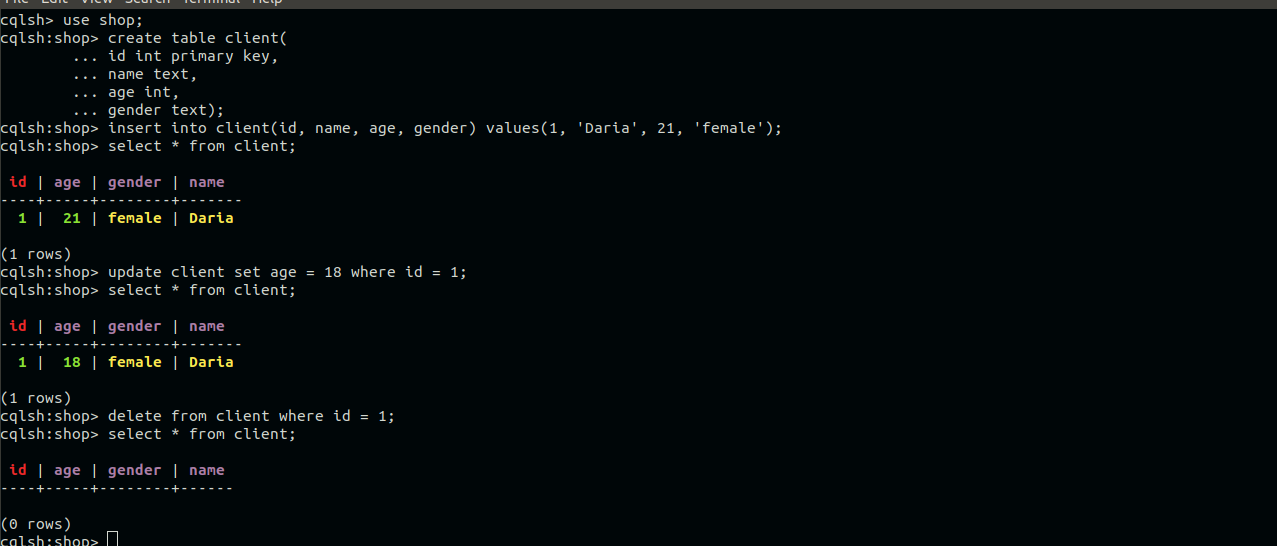 File Edit View Search Terminal Help
cqlsh> use shop;
cqlsh:shop> create table client(
        ... id int primary key,
        ... name text,
        ... age int,
        ... gender text);
cqlsh:shop> insert into client(id, name, age, gender) values(1, 'Daria', 21, 'female');
cqlsh:shop> select * from client;
 id | age | gender | name
----+-----+--------+-------
  1 |  21 | female | Daria
(1 rows)
cqlsh:shop> update client set age = 18 where id = 1;
cqlsh:shop> select * from client;
 id | age | gender | name
----+-----+--------+-------
  1 |  18 | female | Daria
(1 rows)
cqlsh:shop> delete from client where id = 1;
cqlsh:shop> select * from client;
 id | age | gender | name
----+-----+--------+------
(0 rows)
cqlsh:shop>